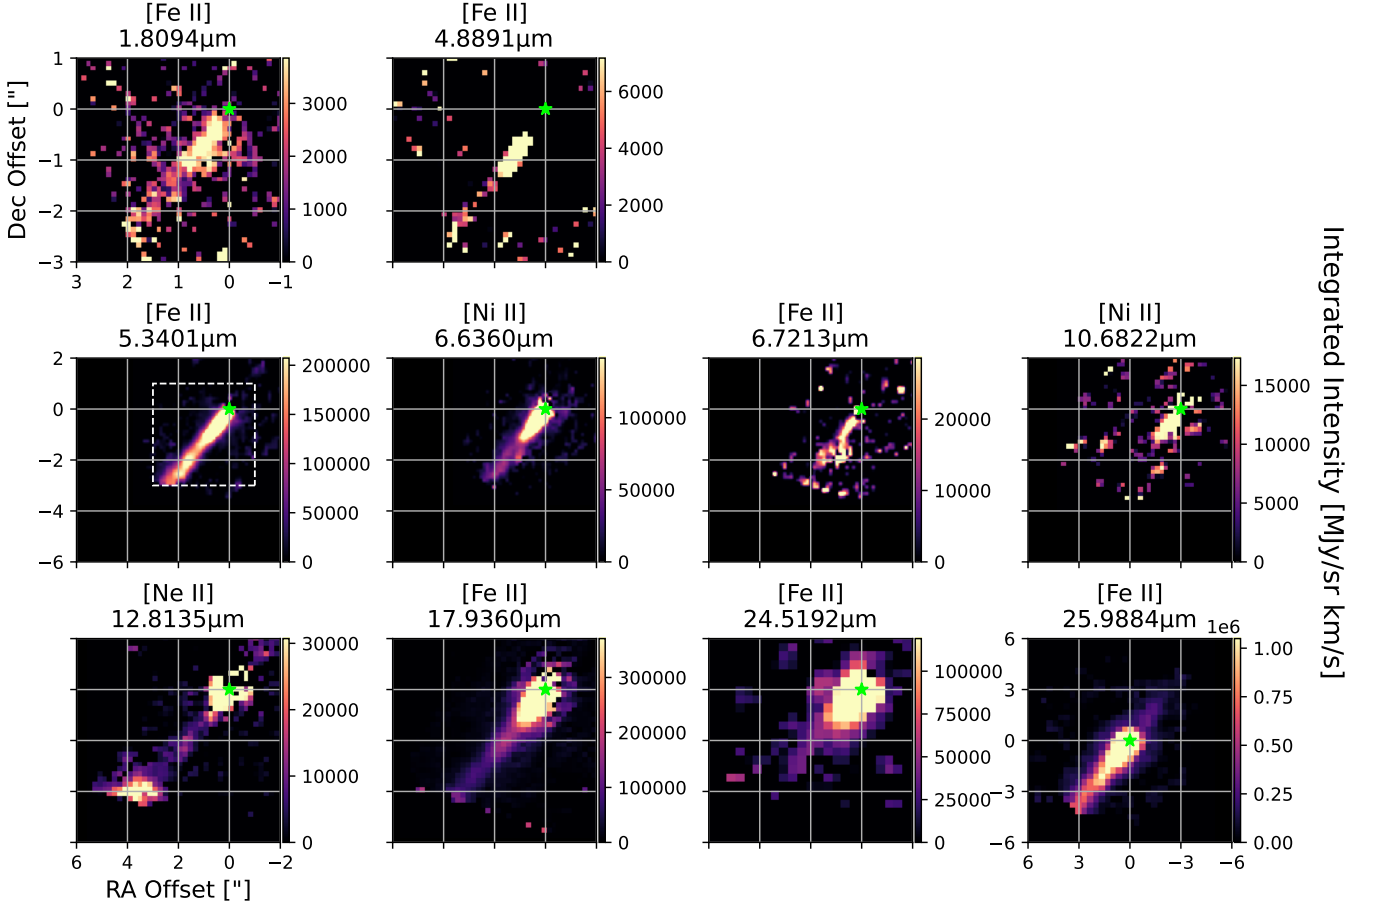 [Fe II]
1.8094µm
[Fe II]
4.8891µm
Dec Offset ["]
1
0
−1
−2
−3
3
2
1
0
−1
3000
2000
1000
0
6000
4000
2000
0
[Fe II]
5.3401µm
[Ni II]
6.6360µm
[Fe II]
6.7213µm
[Ni II]
10.6822µm
2
0
−2
−4
−6
200000
150000
100000
50000
0
100000
50000
0
20000
10000
0
15000
10000
5000
0
Integrated Intensity [MJy/sr km/s]
[Ne II]
12.8135µm
[Fe II]
17.9360µm
[Fe II]
24.5192µm
[Fe II]
25.9884µm
1e6
30000
20000
10000
0
300000
200000
100000
0
100000
75000
50000
25000
0
6
3
0
−3
−6
1.00
0.75
0.50
0.25
0.00
6
4
2
0
−2
6
3
0
−3
−6
RA Offset ["]